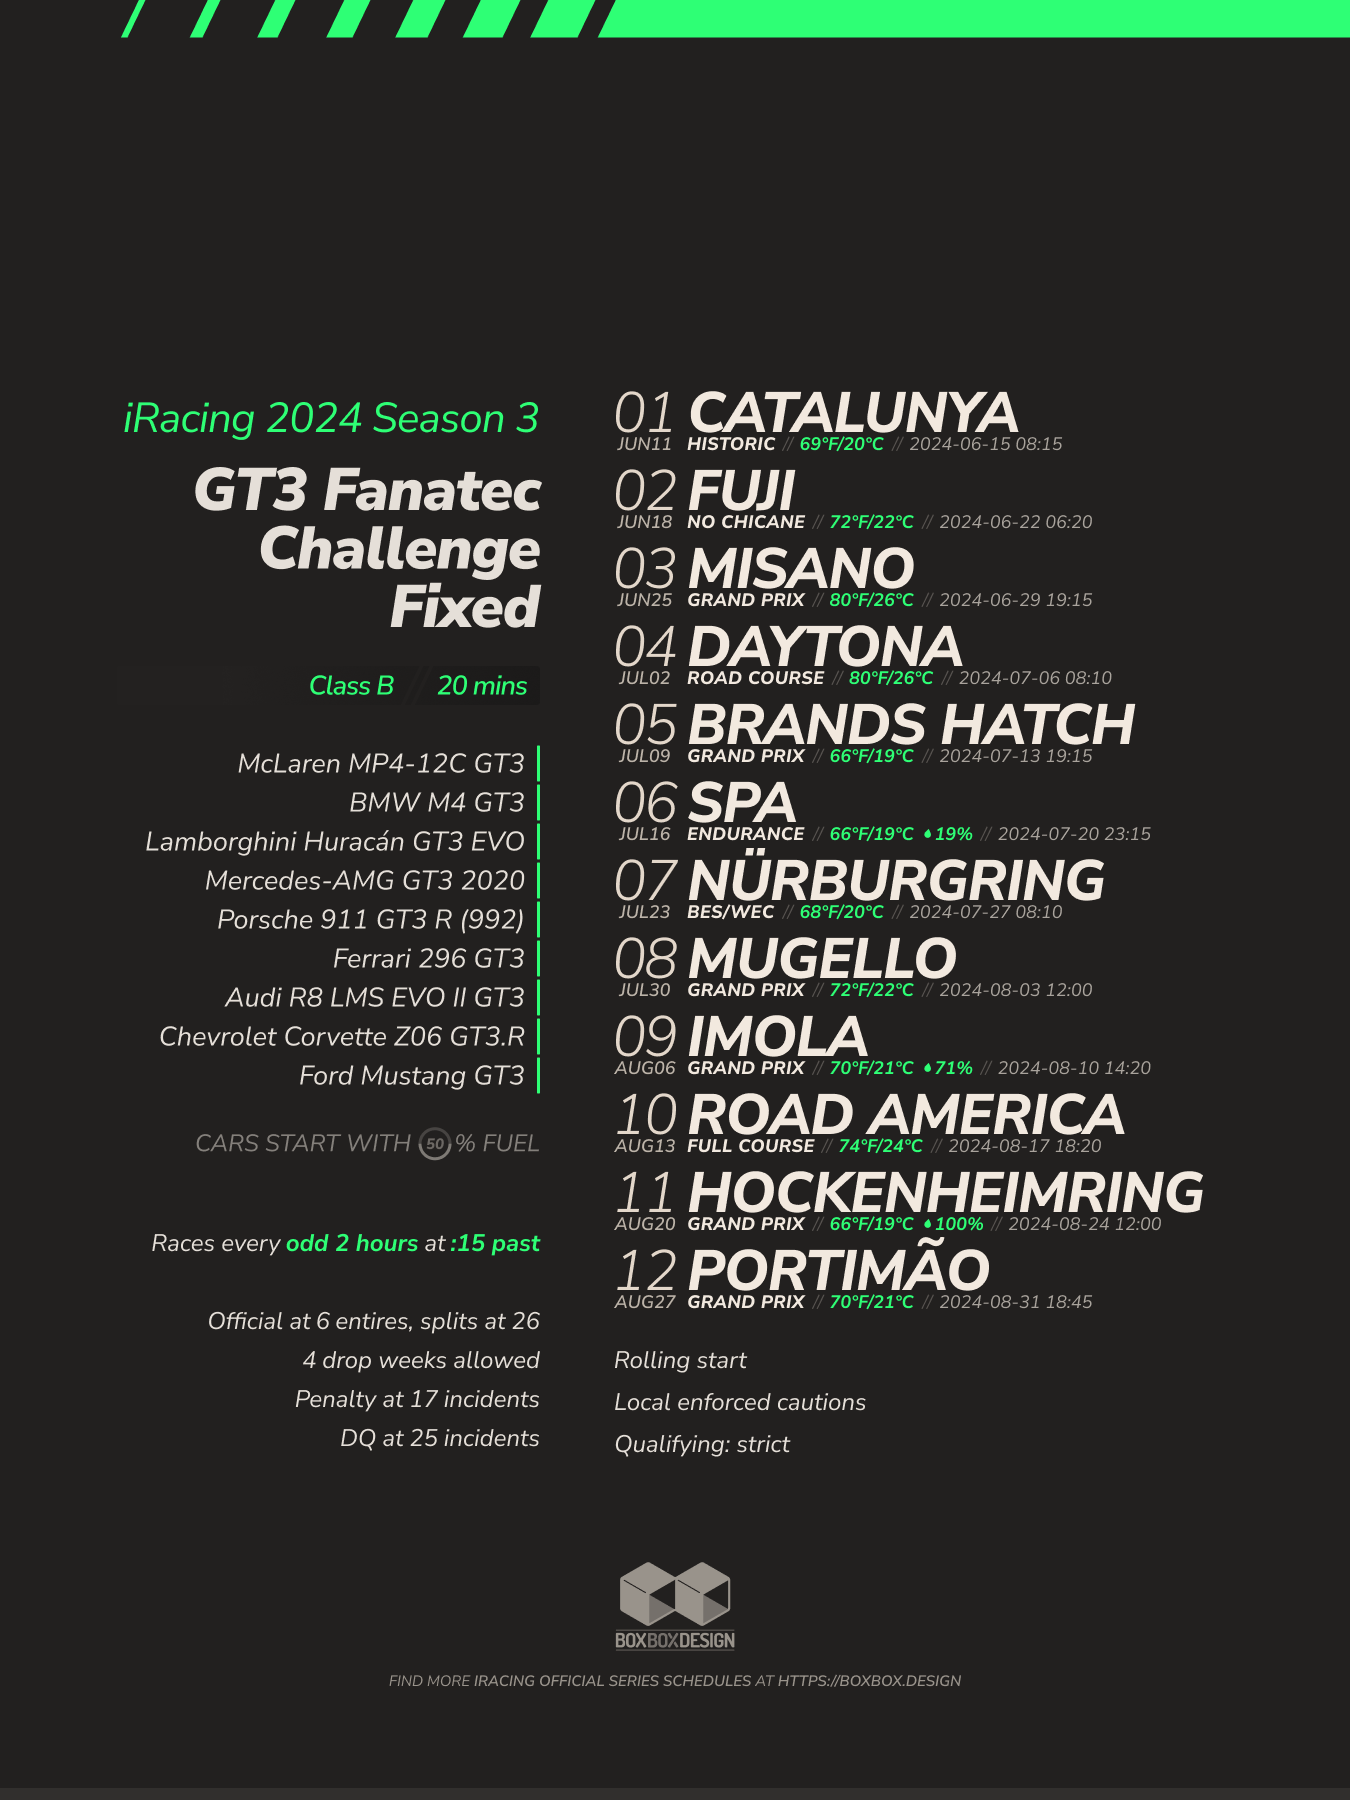 iRacing 2024 Season 3
GT3 Fanatec
Challenge
Fixed
Class B // 20 mins
McLaren MP4-12C GT3
BMW M4 GT3
Lamborghini Huracán GT3 EVO
Mercedes-AMG GT3 2020
Porsche 911 GT3 R (992)
Ferrari 296 GT3
Audi R8 LMS EVO II GT3
Chevrolet Corvette Z06 GT3.R
Ford Mustang GT3
CARS START WITH 50 % FUEL
Races every odd 2 hours at :15 past
Official at 6 entires, splits at 26
4 drop weeks allowed
Penalty at 17 incidents
DQ at 25 incidents
01 CATALUNYA
JUN11 HISTORIC // 69°F/20°C // 2024-06-15 08:15
02 FUJI
JUN18 NO CHICANE // 72°F/22°C // 2024-06-22 06:20
03 MISANO
JUN25 GRAND PRIX // 80°F/26°C // 2024-06-29 19:15
04 DAYTONA
JUL02 ROAD COURSE // 80°F/26°C // 2024-07-06 08:10
05 BRANDS HATCH
JUL09 GRAND PRIX // 66°F/19°C // 2024-07-13 19:15
06 SPA
JUL16 ENDURANCE // 66°F/19°C 19% // 2024-07-20 23:15
07 NÜRBURGRING
JUL23 BES/WEC // 68°F/20°C // 2024-07-27 08:10
08 MUGELLO
JUL30 GRAND PRIX // 72°F/22°C // 2024-08-03 12:00
09 IMOLA
AUG06 GRAND PRIX // 70°F/21°C 71% // 2024-08-10 14:20
10 ROAD AMERICA
AUG13 FULL COURSE // 74°F/24°C // 2024-08-17 18:20
11 HOCKENHEIMRING
AUG20 GRAND PRIX // 66°F/19°C 100% // 2024-08-24 12:00
12 PORTIMÃO
AUG27 GRAND PRIX // 70°F/21°C // 2024-08-31 18:45
Rolling start
Local enforced cautions
Qualifying: strict
BOXBOXDESIGN
FIND MORE IRACING OFFICIAL SERIES SCHEDULES AT HTTPS://BOXBOX.DESIGN